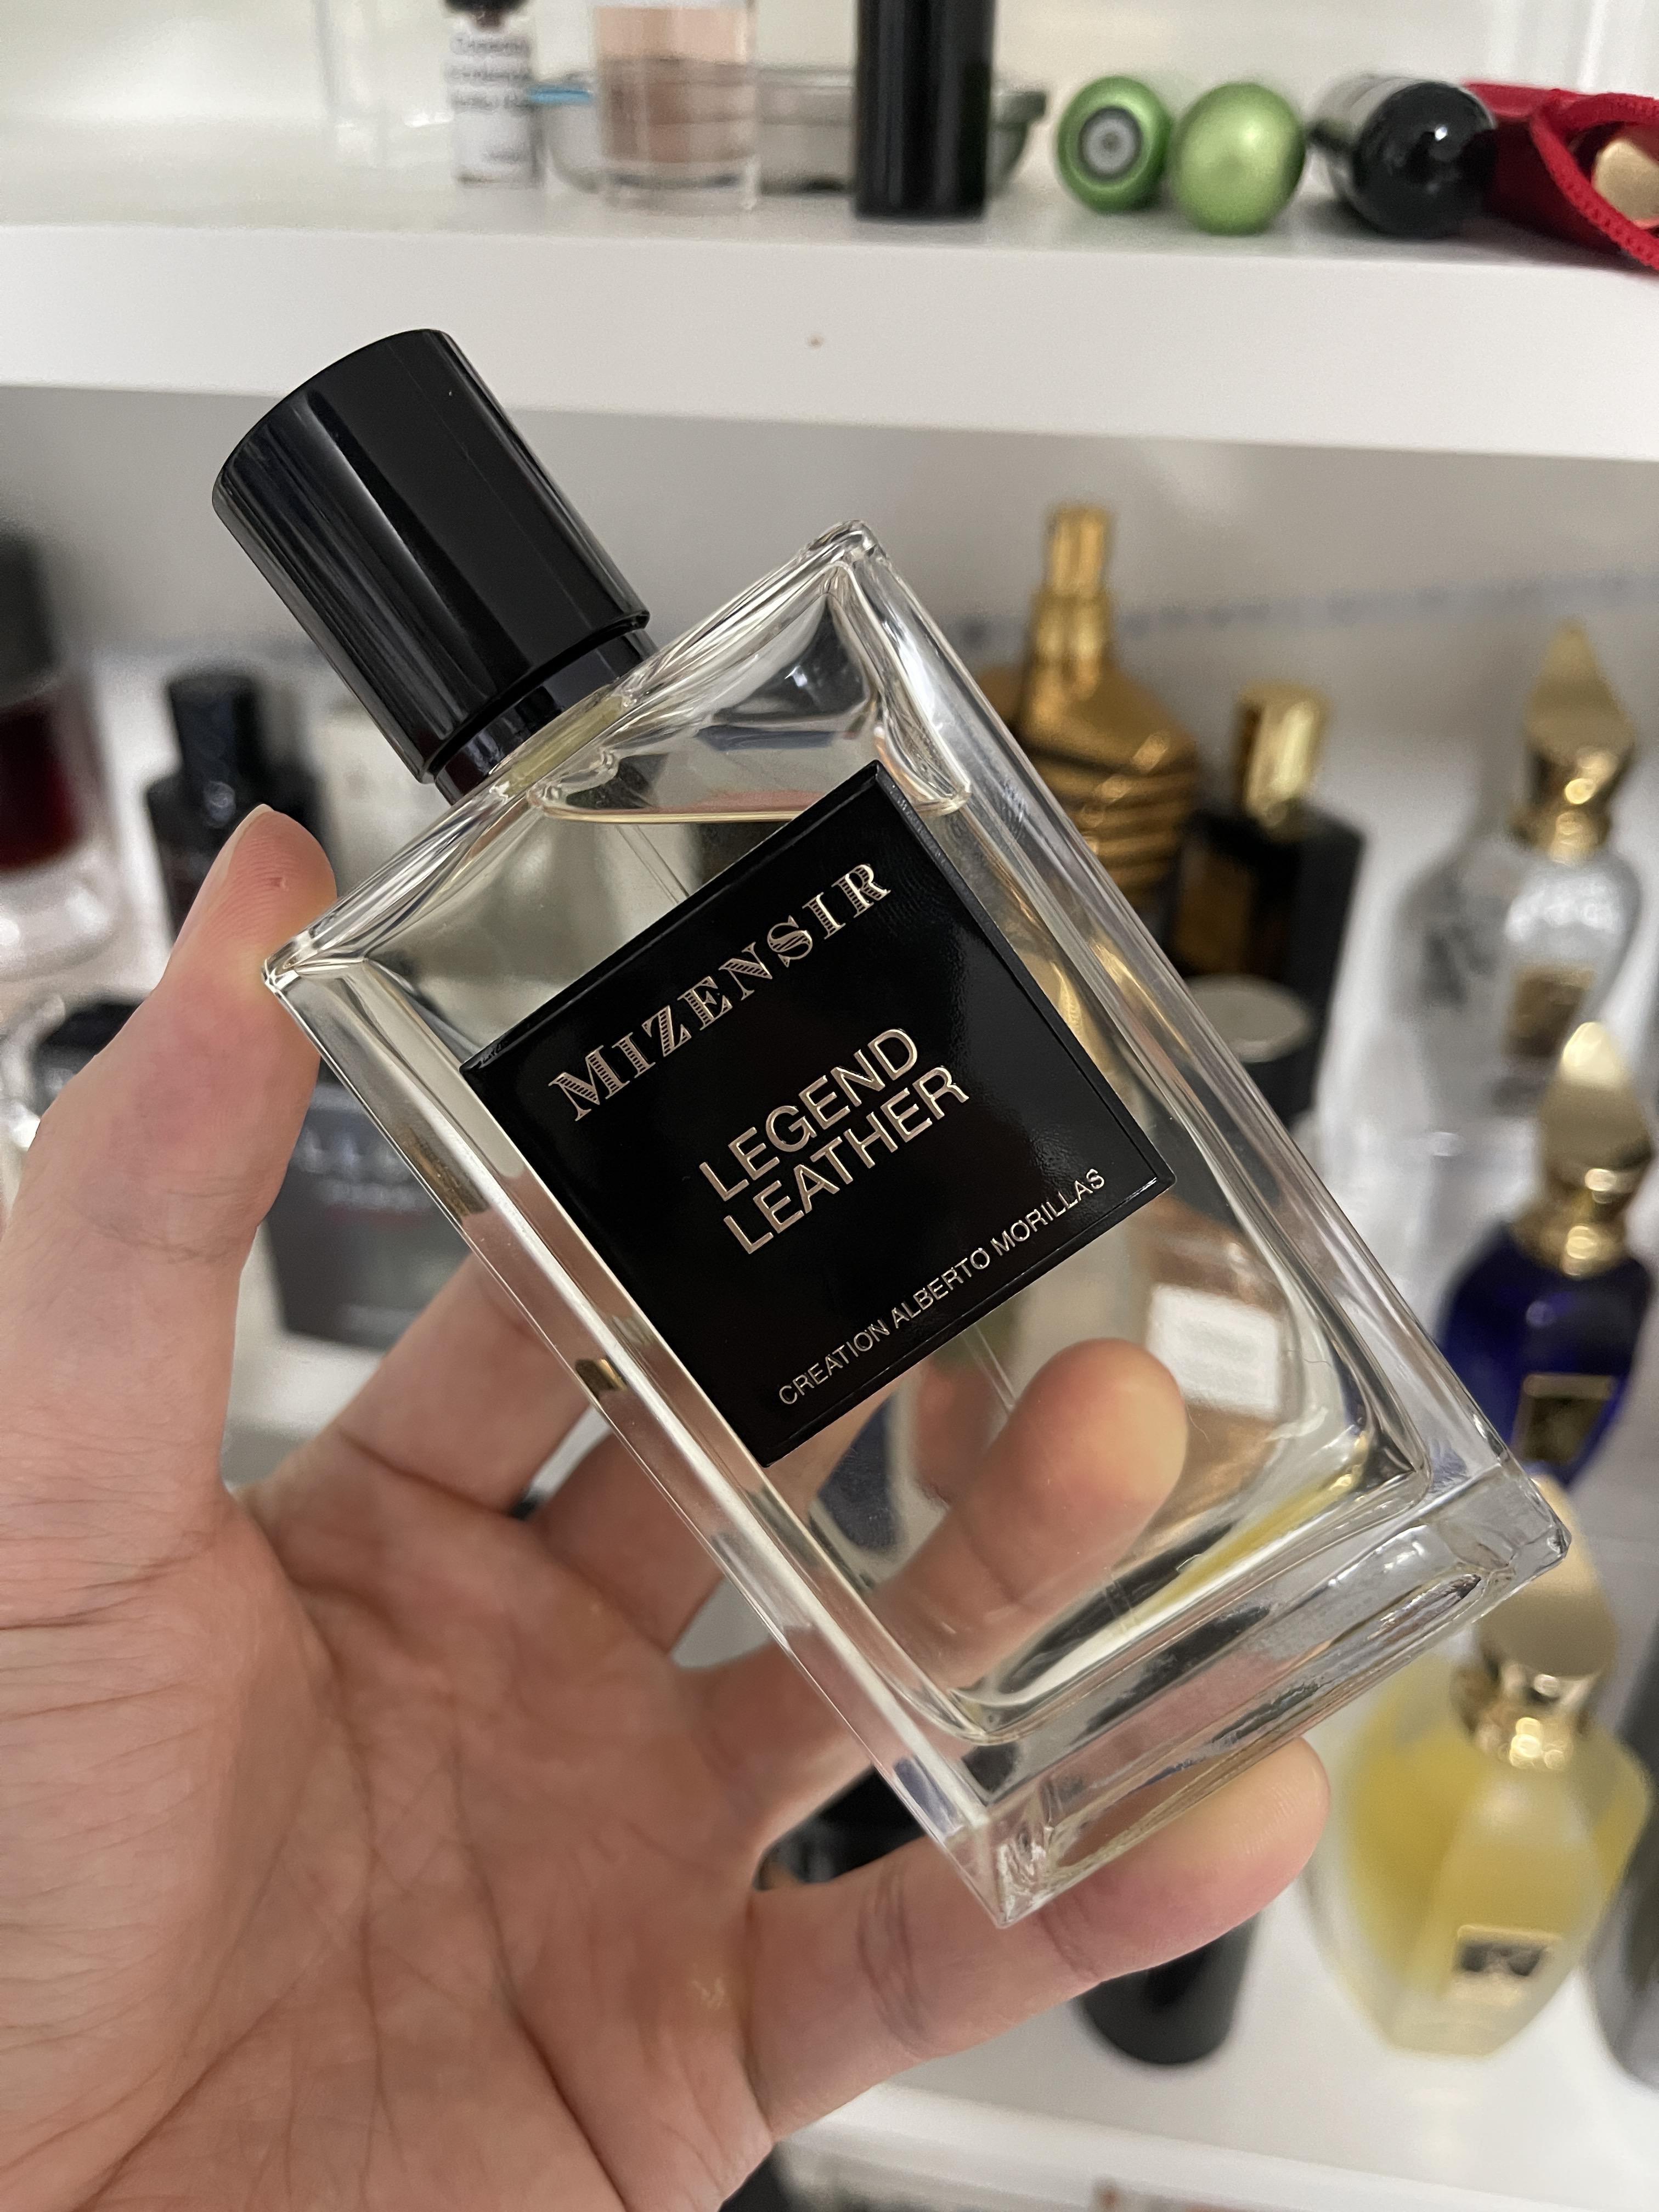 MIZENSIR
LEGEND
LEATHER
CREATION ALBERTO MORILLAS